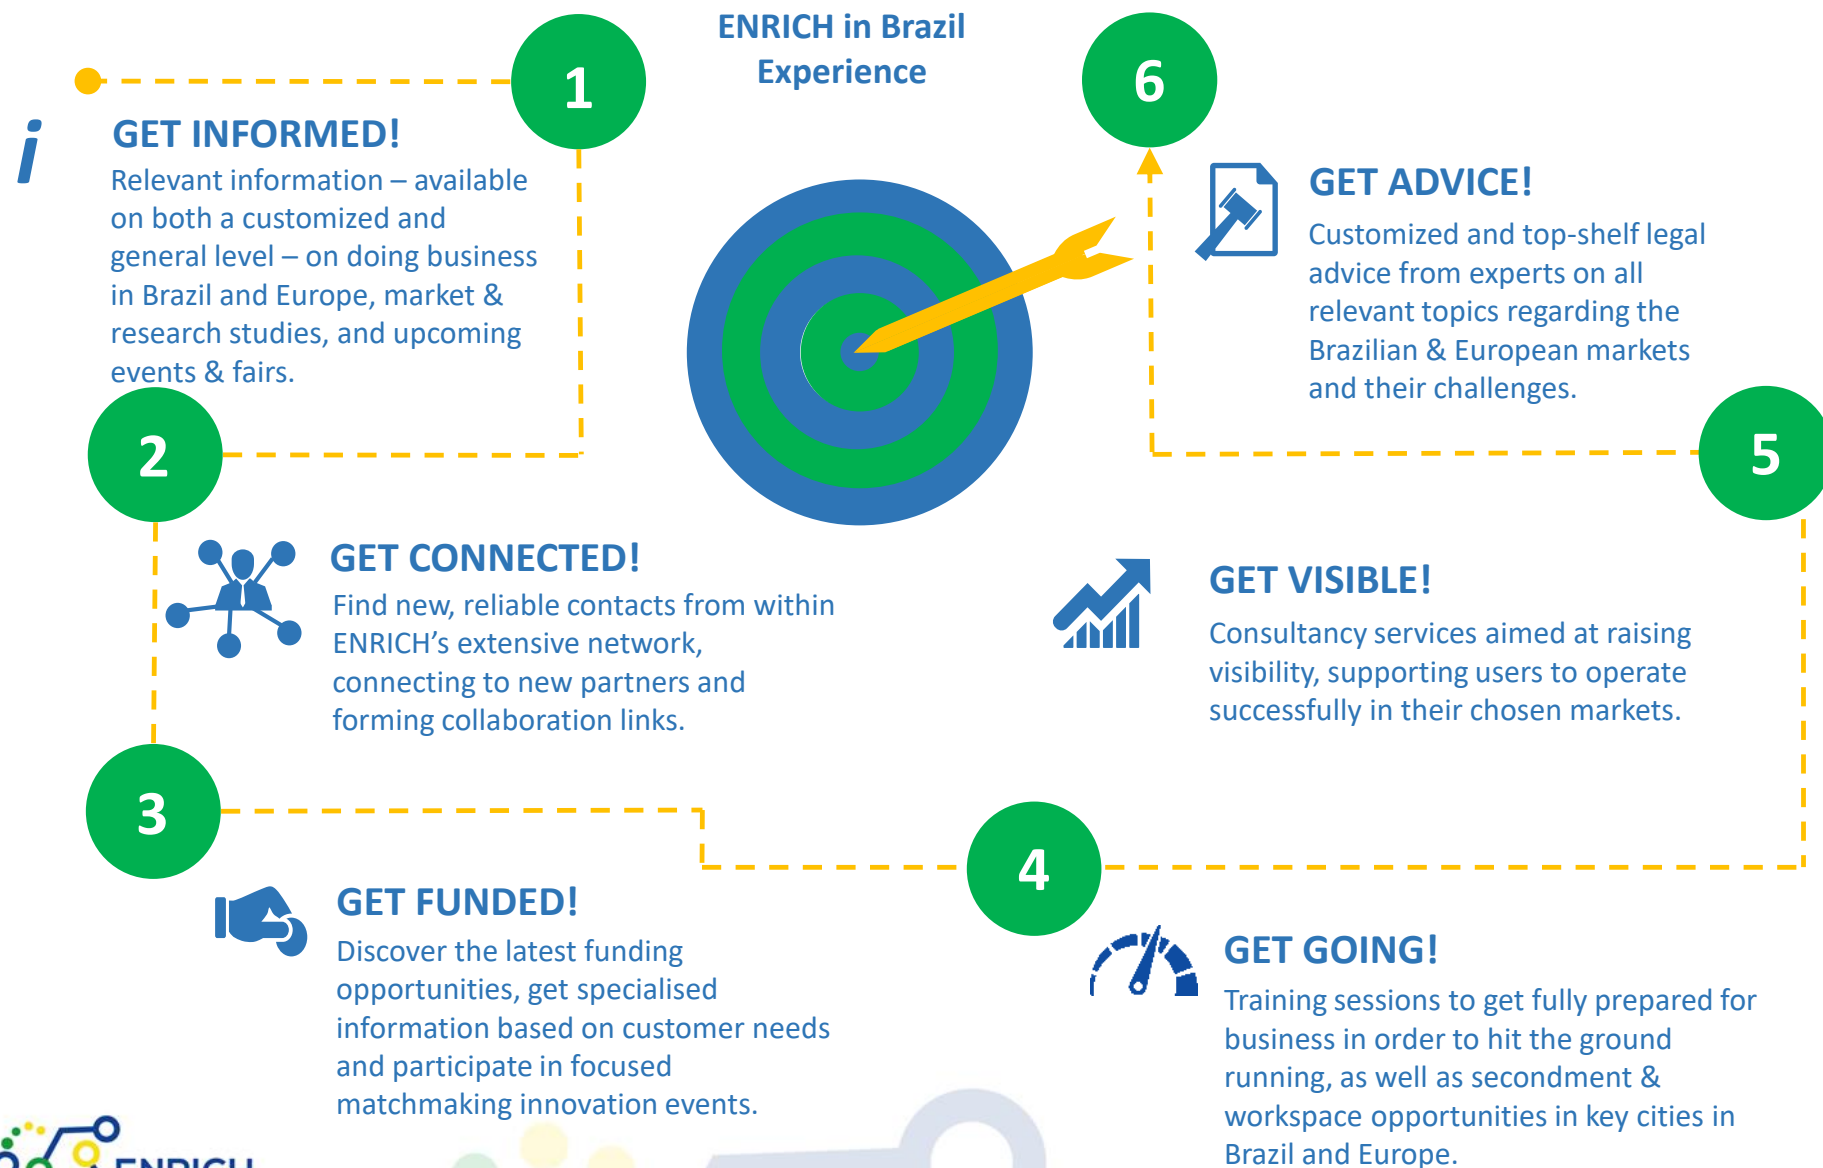 ENRICH in Brazil
Experience
1
GET INFORMED!
Relevant information – available
on both a customized and
general level – on doing business
in Brazil and Europe, market &
research studies, and upcoming
events & fairs.
2
GET CONNECTED!
Find new, reliable contacts from within
ENRICH’s extensive network,
connecting to new partners and
forming collaboration links.
3
GET FUNDED!
Discover the latest funding
opportunities, get specialised
information based on customer needs
and participate in focused
matchmaking innovation events.
4
GET GOING!
Training sessions to get fully prepared for
business in order to hit the ground
running, as well as secondment &
workspace opportunities in key cities in
Brazil and Europe.
5
GET VISIBLE!
Consultancy services aimed at raising
visibility, supporting users to operate
successfully in their chosen markets.
6
GET ADVICE!
Customized and top-shelf legal
advice from experts on all
relevant topics regarding the
Brazilian & European markets
and their challenges.
ENRICH